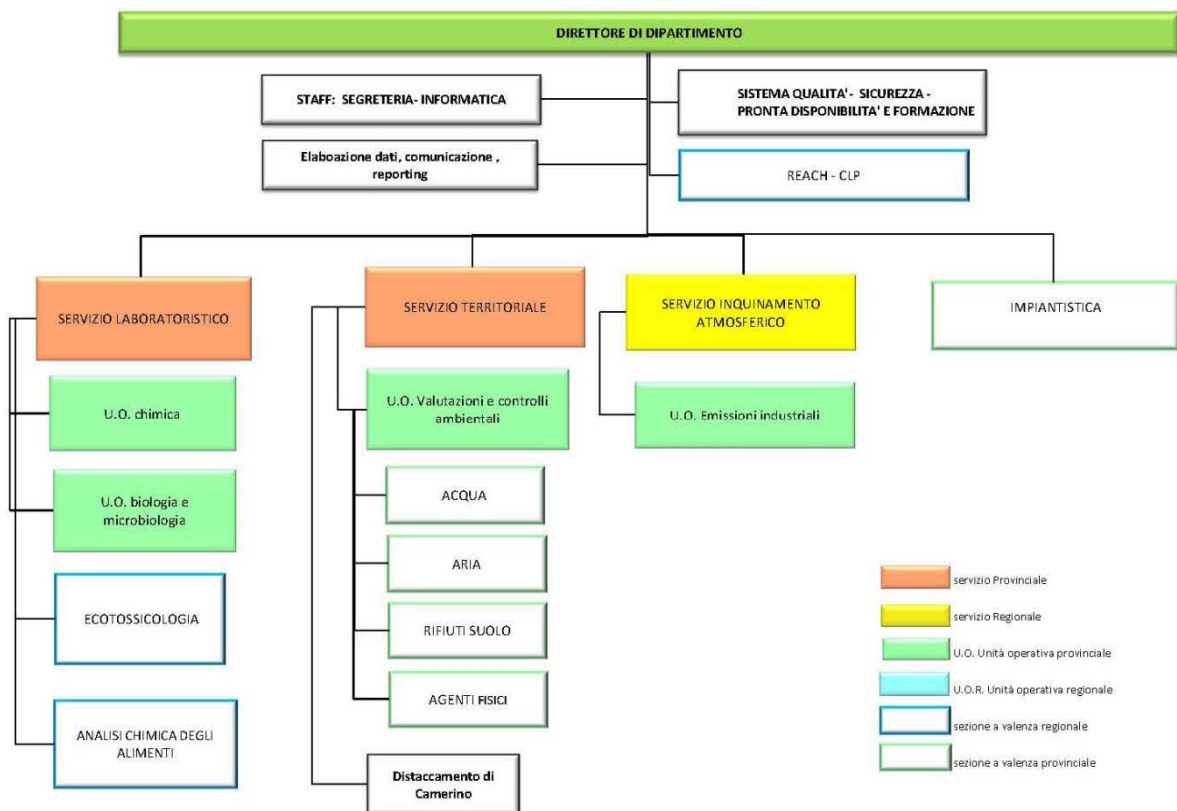 DIRETTORE DI DIPARTIMENTO
STAFF: SEGRETERIA- INFORMATICA
SISTEMA QUALITA'- SICUREZZA -
PRONTA DISPONIBILITA' E FORMAZIONE
Elaboazione dati, comunicazione ,
reporting
REACH - CLP
SERVIZIO LABORATORISTICO
SERVIZIO TERRITORIALE
SERVIZIO INQUINAMENTO
ATMOSFERICO
IMPIANTISTICA
U.O. chimica
U.O. biologia e
microbiologia
ECOTOSSICOLOGIA
ANALISI CHIMICA DEGLI
ALIMENTI
U.O. Valutazioni e controlli
ambientali
ACQUA
ARIA
RIFIUTI SUOLO
AGENTI FISICI
Distaccamento di
Camerino
U.O. Emissioni industriali
servizio Provinciale
servizio Regionale
U.O. Unità operativa provinciale
U.O.R. Unità operativa regionale
sezione a valenza regionale
sezione a valenza provinciale